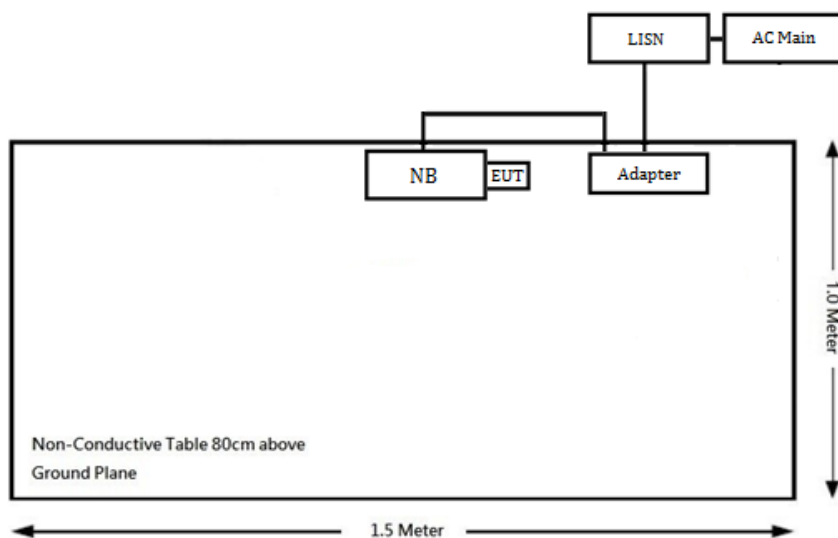 LISN
AC Main
NB
EUT
Adapter
1.0 Meter
Non-Conductive Table 80cm above
Ground Plane
1.5 Meter